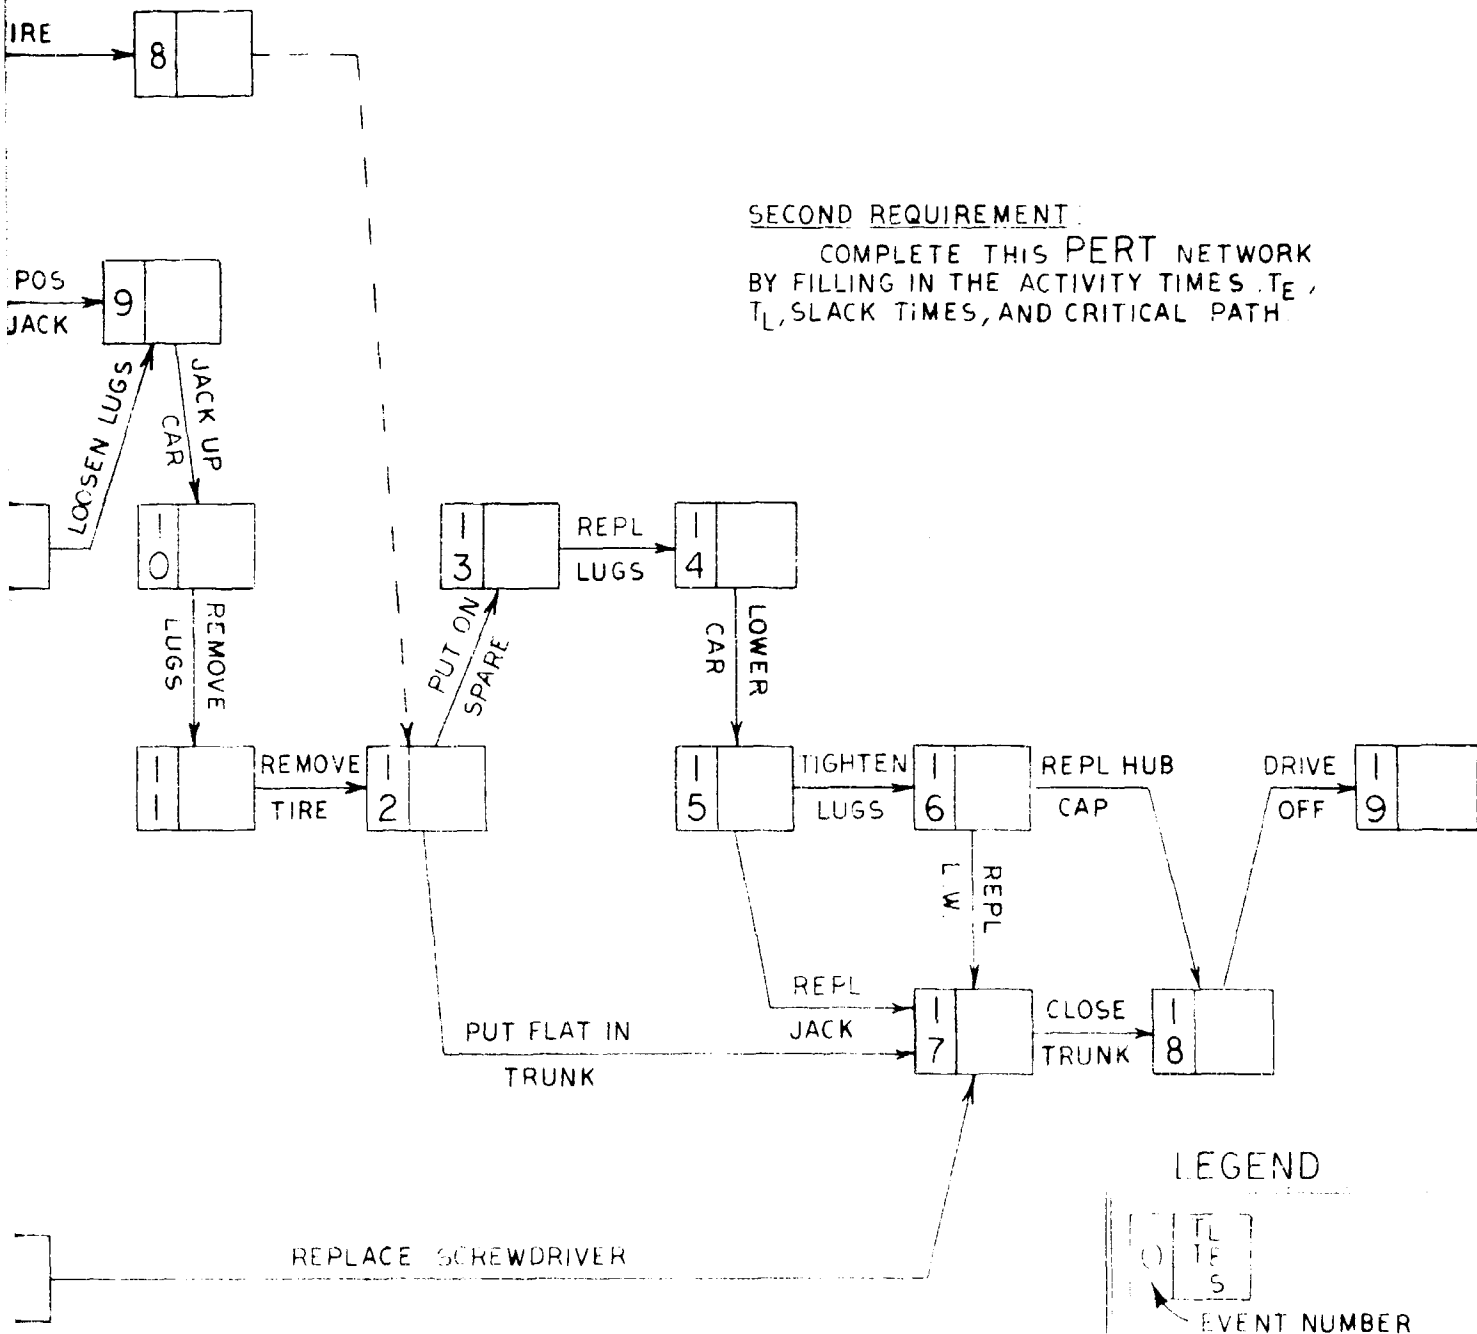 IRE
8
SECOND REQUIREMENT:
COMPLETE THIS PERT NETWORK
BY FILLING IN THE ACTIVITY TIMES, TE,
TL, SLACK TIMES, AND CRITICAL PATH.
POS
JACK
9
LOOSEN LUGS
JACK UP
CAR
10
13
REPL
LUGS
14
REMOVE
LUGS
PUT ON
SPARE
LOWER
CAR
11
REMOVE
TIRE
12
15
TIGHTEN
LUGS
16
REPL HUB
CAP
DRIVE
OFF
19
REPL
L.W.
REPL
JACK
PUT FLAT IN
TRUNK
17
CLOSE
TRUNK
18
REPLACE SCREWDRIVER
LEGEND
TL
TE
S
EVENT NUMBER